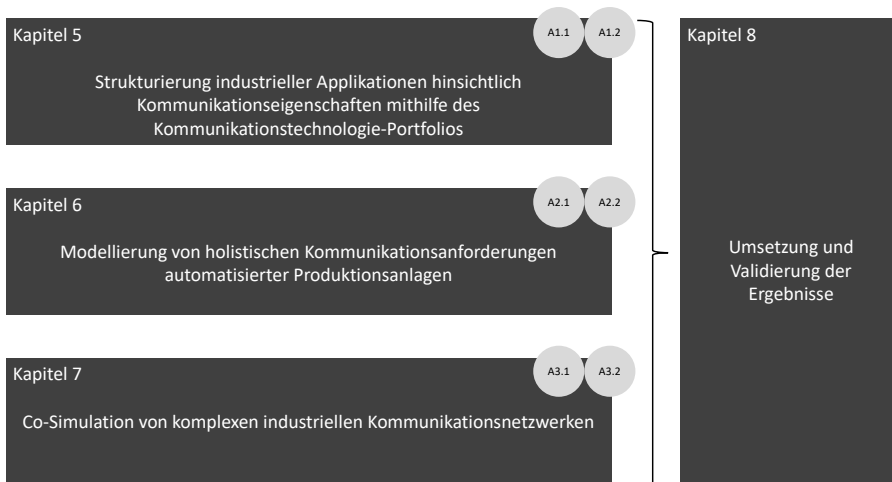 Kapitel 5
A1.1
A1.2
Strukturierung industrieller Applikationen hinsichtlich
Kommunikationseigenschaften mithilfe des
Kommunikationstechnologie-Portfolios
Kapitel 6
A2.1
A2.2
Modellierung von holistischen Kommunikationsanforderungen
automatisierter Produktionsanlagen
Kapitel 7
A3.1
A3.2
Co-Simulation von komplexen industriellen Kommunikationsnetzwerken
Kapitel 8
Umsetzung und
Validierung der
Ergebnisse